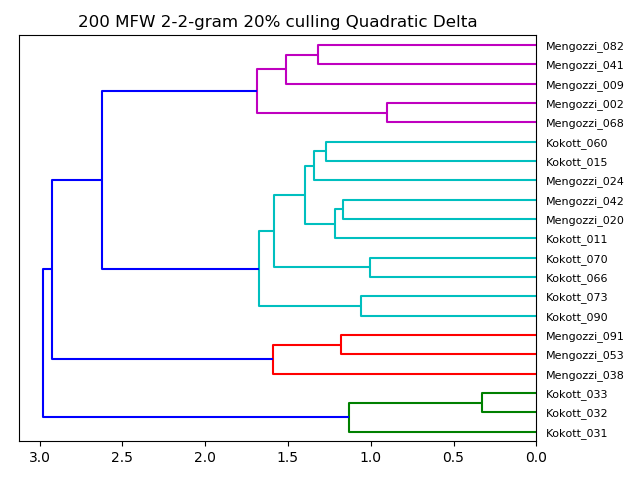 200 MFW 2-2-gram 20% culling Quadratic Delta
Mengozzi_082
Mengozzi_041
Mengozzi_009
Mengozzi_002
Mengozzi_068
Kokott_060
Kokott_015
Mengozzi_024
Mengozzi_042
Mengozzi_020
Kokott_011
Kokott_070
Kokott_066
Kokott_073
Kokott_090
Mengozzi_091
Mengozzi_053
Mengozzi_038
Kokott_033
Kokott_032
Kokott_031
3.0 2.5 2.0 1.5 1.0 0.5 0.0